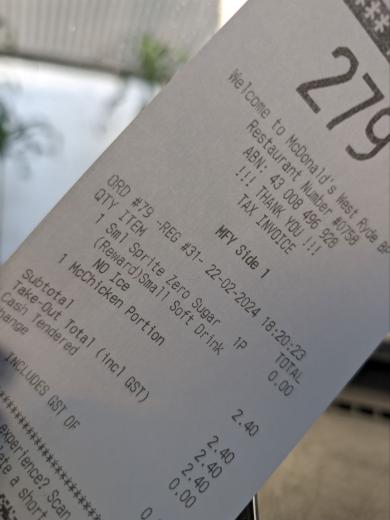 279
Welcome to McDonald's West Ryde
Restaurant Number #0758
ABN: 43 008 496 928
!!! THANK YOU !!!
TAX INVOICE
MFY Side 1
ORD #79 -REG #31- 22-02-2024 18:20:23
QTY ITEM TOTAL
1 Sml Sprite Zero Sugar 1P 0.00
(Reward)Small Soft Drink
NO Ice
1 McChicken Portion 2.40
Subtotal 2.40
Take-Out Total (incl GST) 2.40
Cash Tendered 2.40
hange 0.00
INCLUDES GST OF
experience? Scan
a short